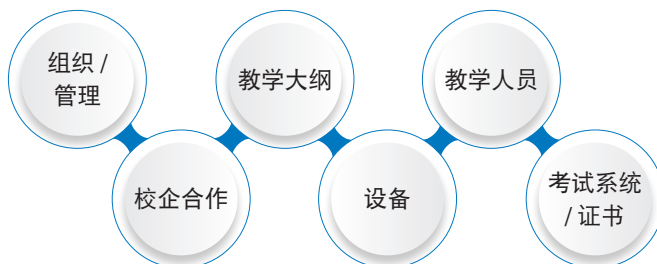 组织 /
管理
校企合作
教学大纲
设备
教学人员
考试系统
/ 证书